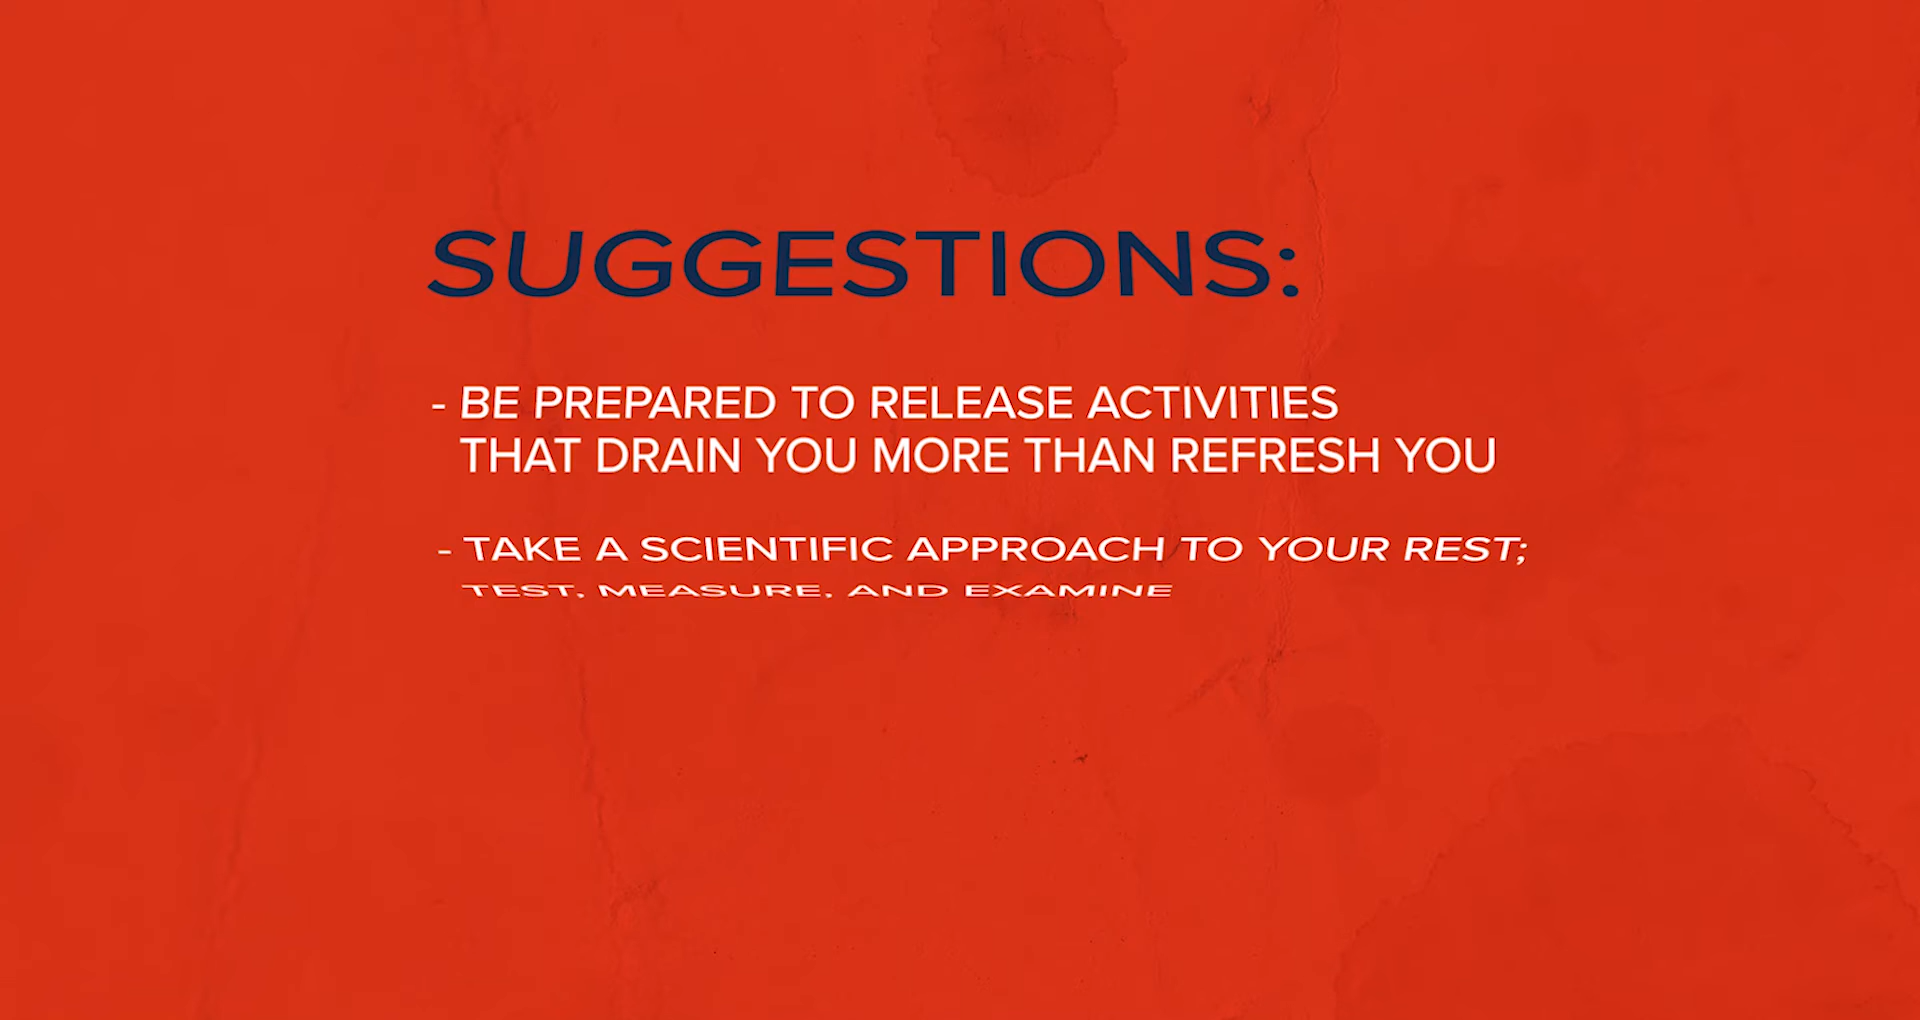 SUGGESTIONS:
- BE PREPARED TO RELEASE ACTIVITIES
THAT DRAIN YOU MORE THAN REFRESH YOU
- TAKE A SCIENTIFIC APPROACH TO YOUR REST;
TEST, MEASURE, AND EXAMINE